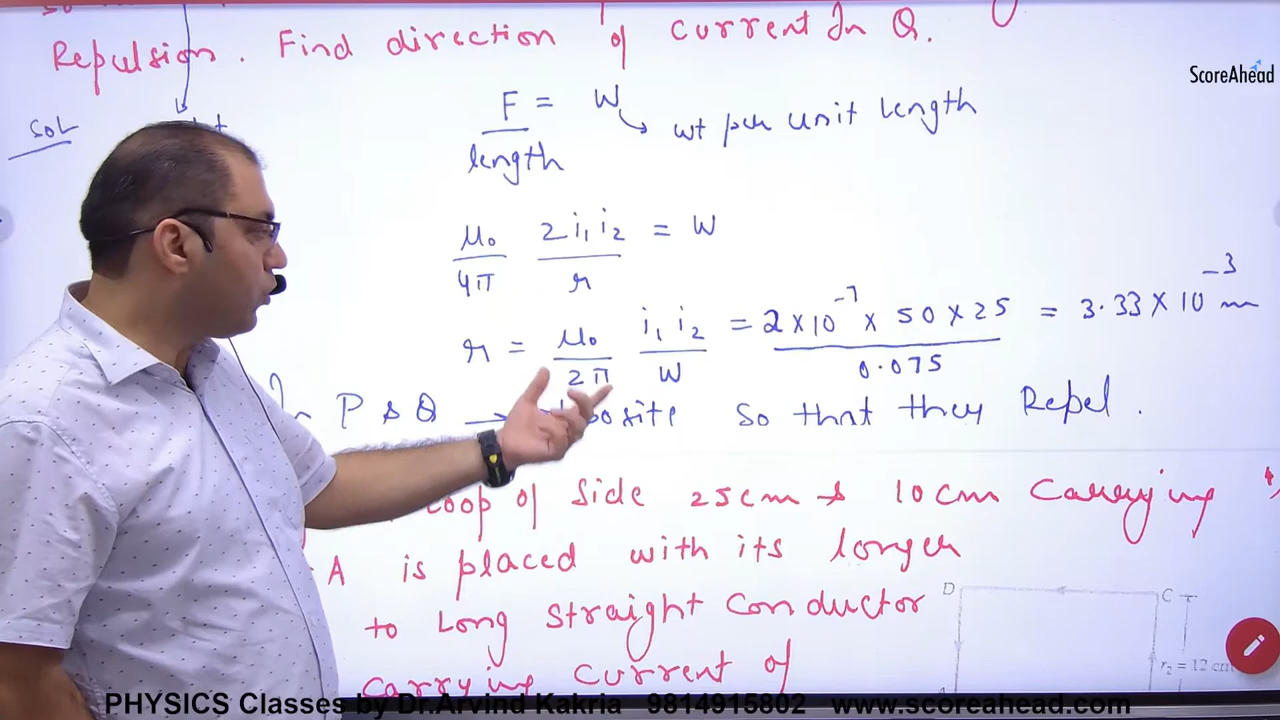 Repulsion. Find direction of current In Q.
ScoreAhead
Sol
F/length = W
wt per unit length
μ₀/4π 2i₁i₂/r = W
r = μ₀/2π i₁i₂/W = 2×10⁻⁷ × 50×25/0.075 = 3.33 × 10⁻³ m
In P & Q → opposite So that they Repel.
Loop of Side 25cm & 10cm Carrying
A is placed with its longer
to Long Straight Conductor
carrying current of
D C
r₂ = 12 cm
PHYSICS Classes by Dr.Arvind Kakria 9814915802 www.scoreahead.com